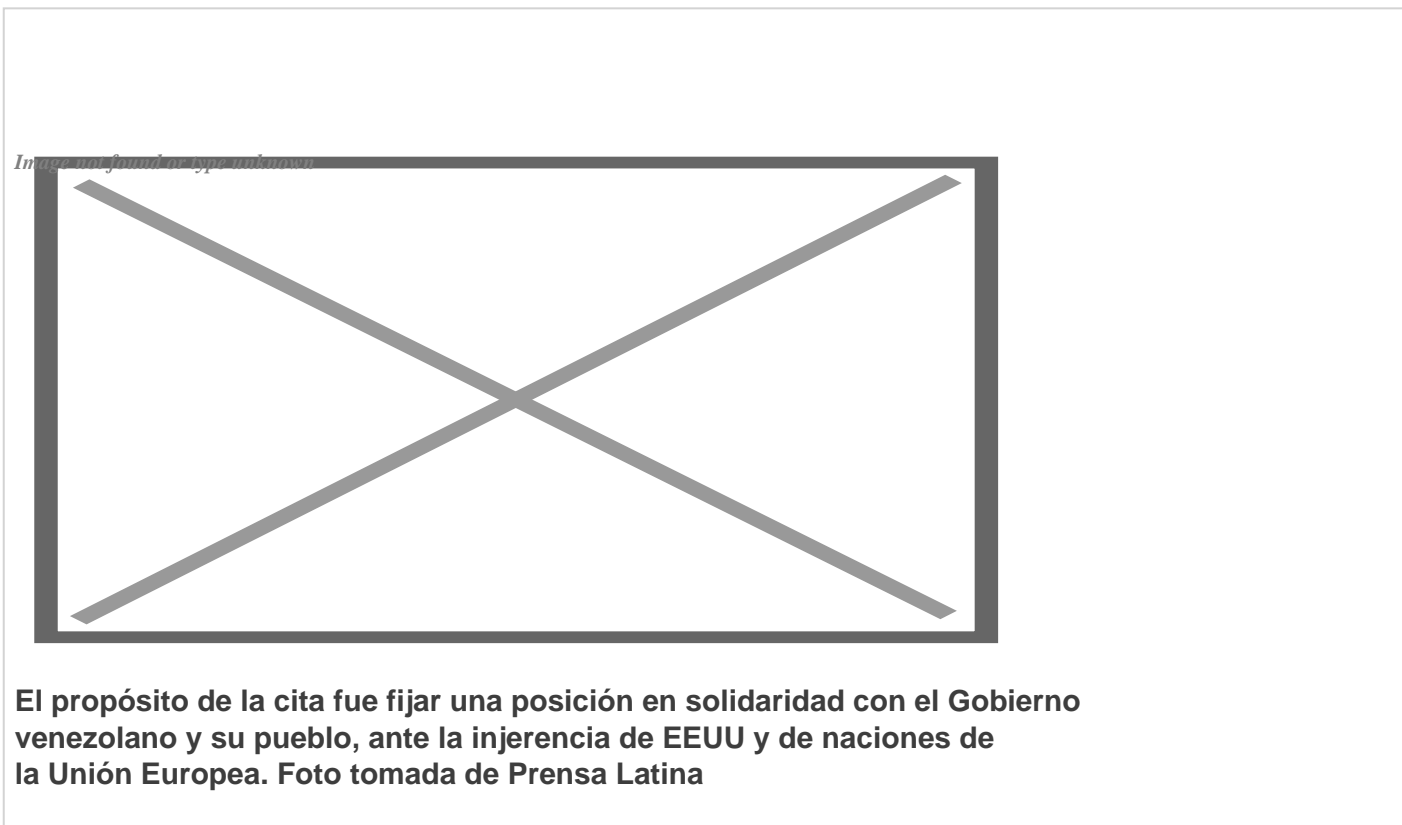 Image not found or type unknown
El propósito de la cita fue fijar una posición en solidaridad con el Gobierno
venezolano y su pueblo, ante la injerencia de EEUU y de naciones de
la Unión Europea. Foto tomada de Prensa Latina